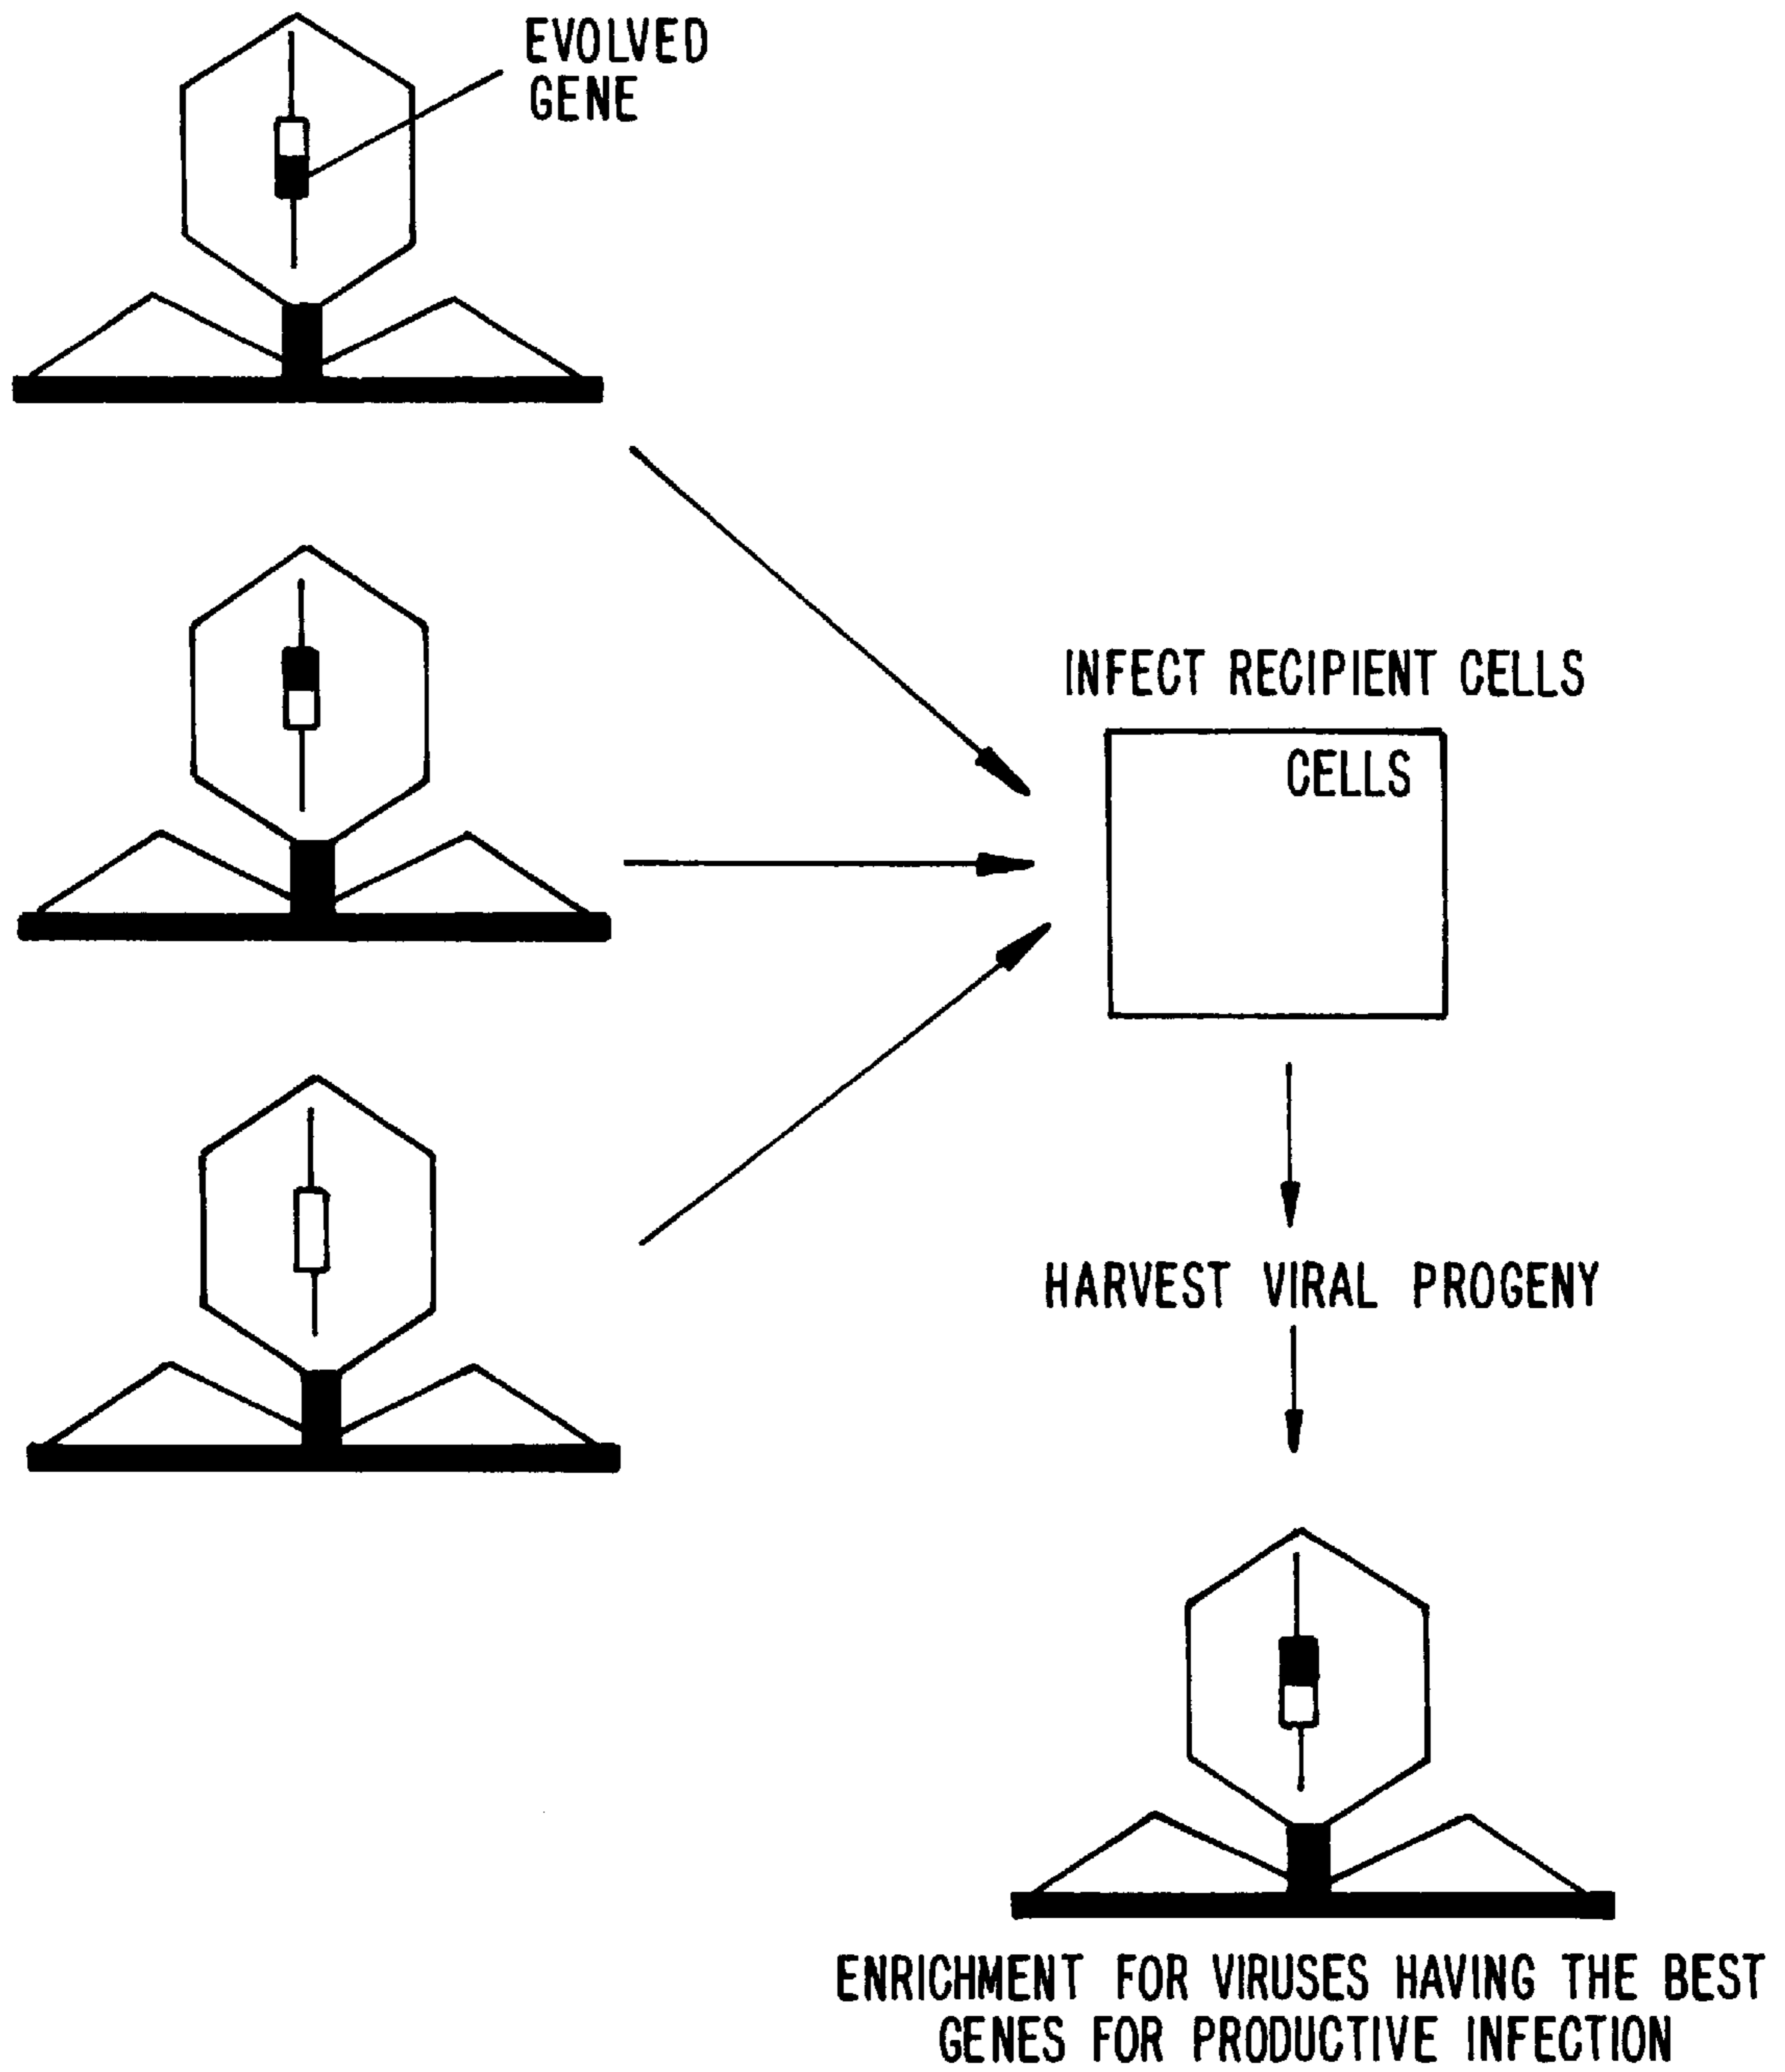 EVOLVED
GENE
INFECT RECIPIENT CELLS
CELLS
HARVEST VIRAL PROGENY
ENRICHMENT FOR VIRUSES HAVING THE BEST
GENES FOR PRODUCTIVE INFECTION